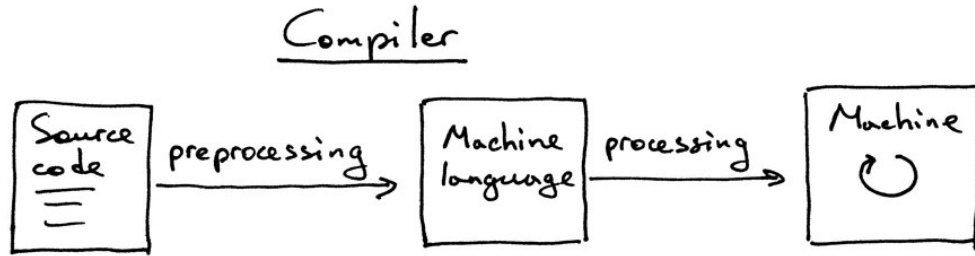 Compiler
Source
code
preprocessing
Machine
language
processing
Machine